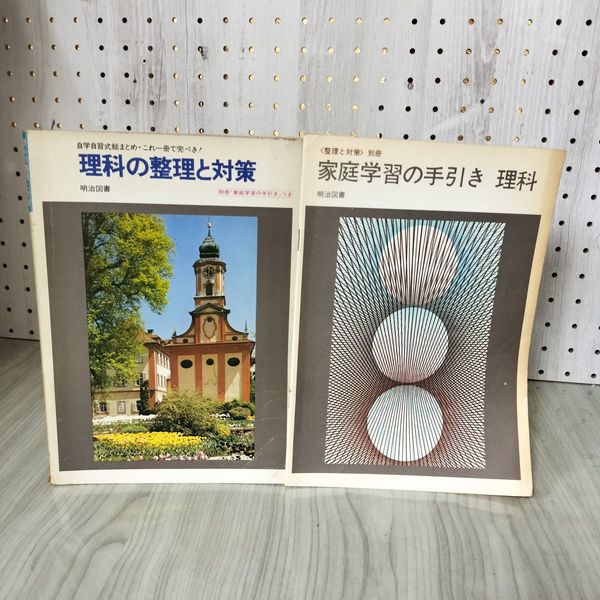 自学自習式総まとめ・これ一冊で完ぺき!
理科の整理と対策
明治図書
別冊「家庭学習の手引き」つき
〈整理と対策〉別冊
家庭学習の手引き 理科
明治図書